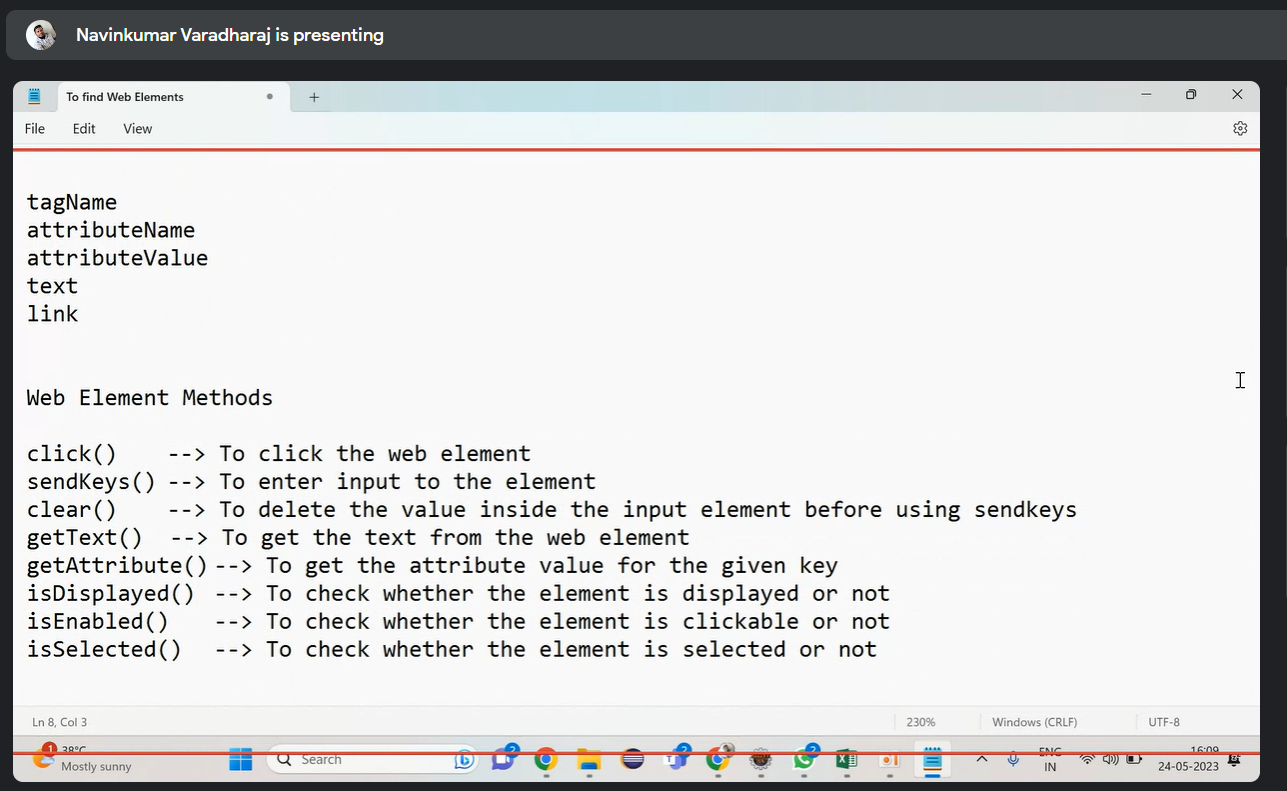 Navinkumar Varadharaj is presenting
To find Web Elements
File Edit View
tagName
attributeName
attributeValue
text
link
Web Element Methods
click() --> To click the web element
sendKeys() --> To enter input to the element
clear() --> To delete the value inside the input element before using sendkeys
getText() --> To get the text from the web element
getAttribute() --> To get the attribute value for the given key
isDisplayed() --> To check whether the element is displayed or not
isEnabled() --> To check whether the element is clickable or not
isSelected() --> To check whether the element is selected or not
Ln 8, Col 3 230% Windows (CRLF) UTF-8
1 38°C
Mostly sunny
Search
2 2 2
ENG
IN
16:09
24-05-2023